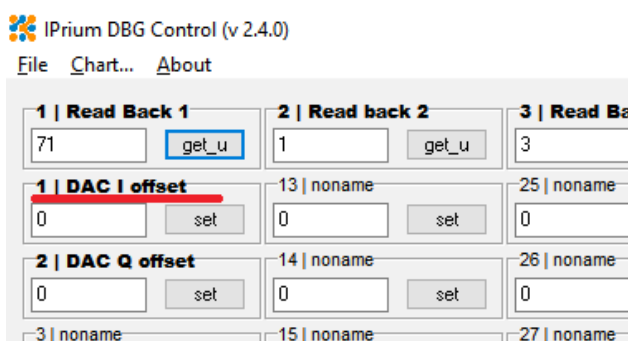 IPrium DBG Control (v 2.4.0)
File Chart... About
1 | Read Back 1 2 | Read back 2 3 | Read Ba
71 get_u 1 get_u 3
1 | DAC I offset 13 | noname 25 | noname
0 set 0 set 0
2 | DAC Q offset 14 | noname 26 | noname
0 set 0 set 0
3 | noname 15 | noname 27 | noname